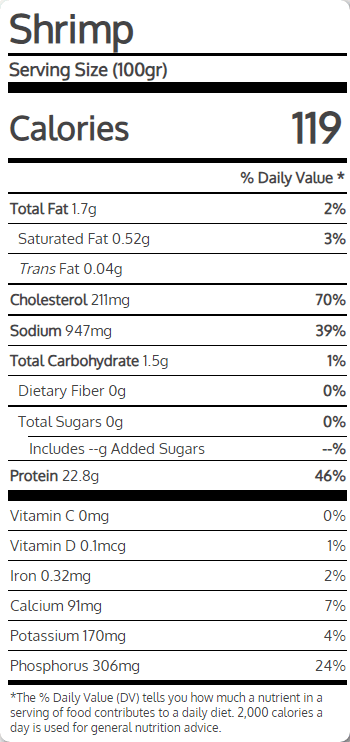 Shrimp
Serving Size (100gr)
Calories 119
% Daily Value *
Total Fat 1.7g 2%
Saturated Fat 0.52g 3%
Trans Fat 0.04g
Cholesterol 211mg 70%
Sodium 947mg 39%
Total Carbohydrate 1.5g 1%
Dietary Fiber 0g 0%
Total Sugars 0g 0%
Includes --g Added Sugars --%
Protein 22.8g 46%
Vitamin C 0mg 0%
Vitamin D 0.1mcg 1%
Iron 0.32mg 2%
Calcium 91mg 7%
Potassium 170mg 4%
Phosphorus 306mg 24%
*The % Daily Value (DV) tells you how much a nutrient in a
serving of food contributes to a daily diet. 2,000 calories a
day is used for general nutrition advice.